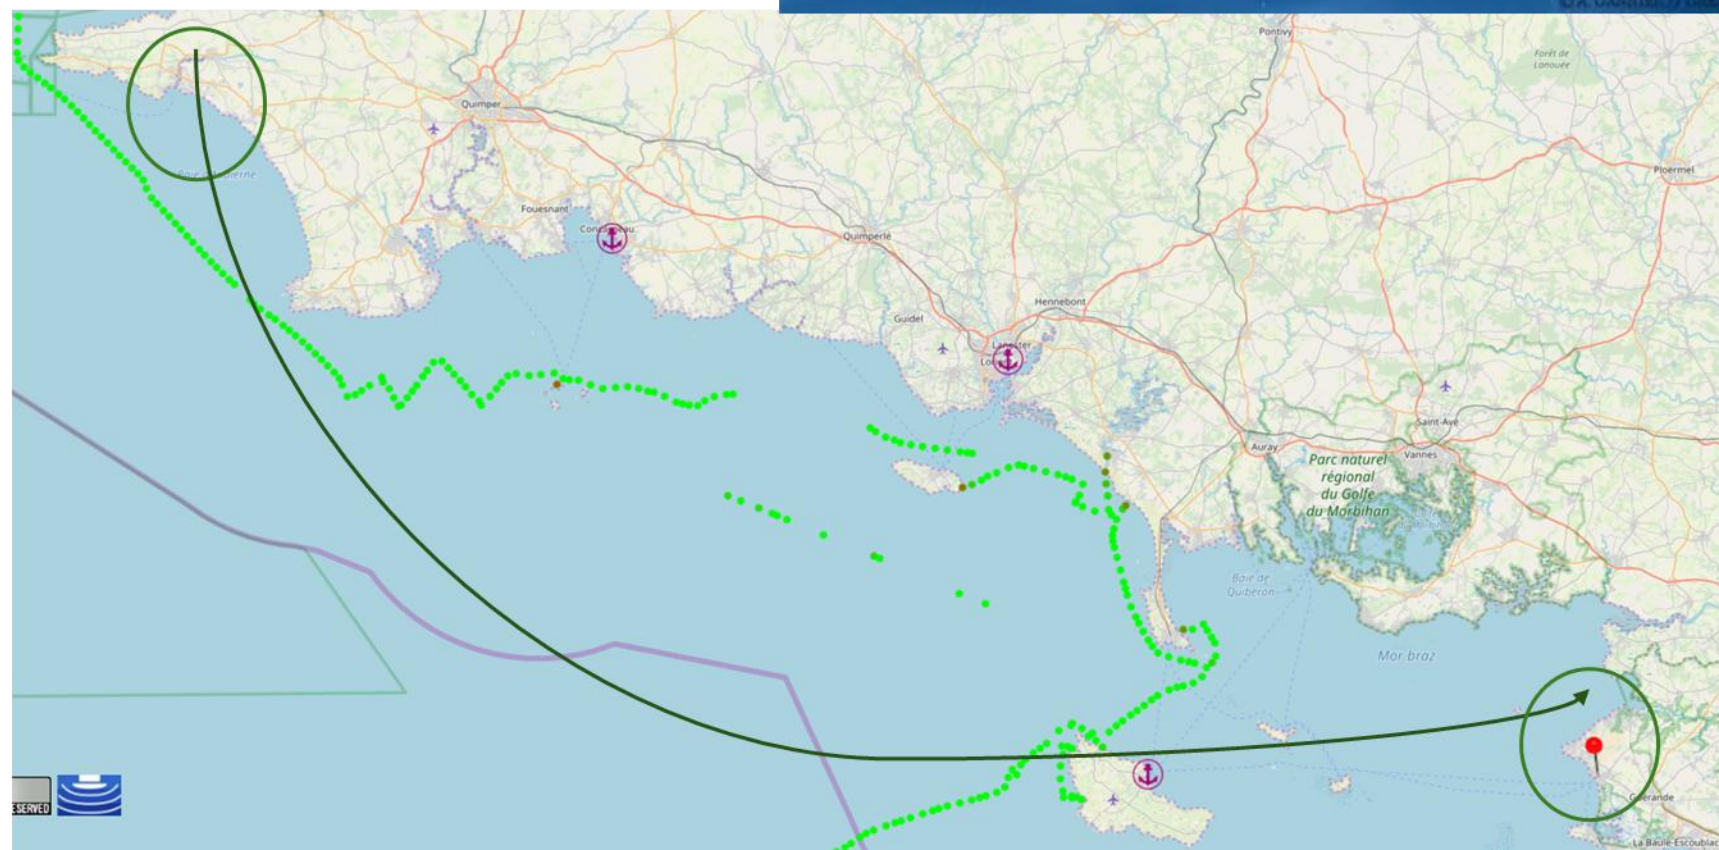 Pontivy
Forêt de
Lanouée
Quimper
Ploërmel
Fouesnant
Quimperlé
Hennebont
Guidel
Lanester
Saint-Avé
Auray
Vannes
Parc naturel
régional
du Golfe
du Morbihan
Baie de
Quiberon
Mor braz
Guérande
La Baule-Escoublac